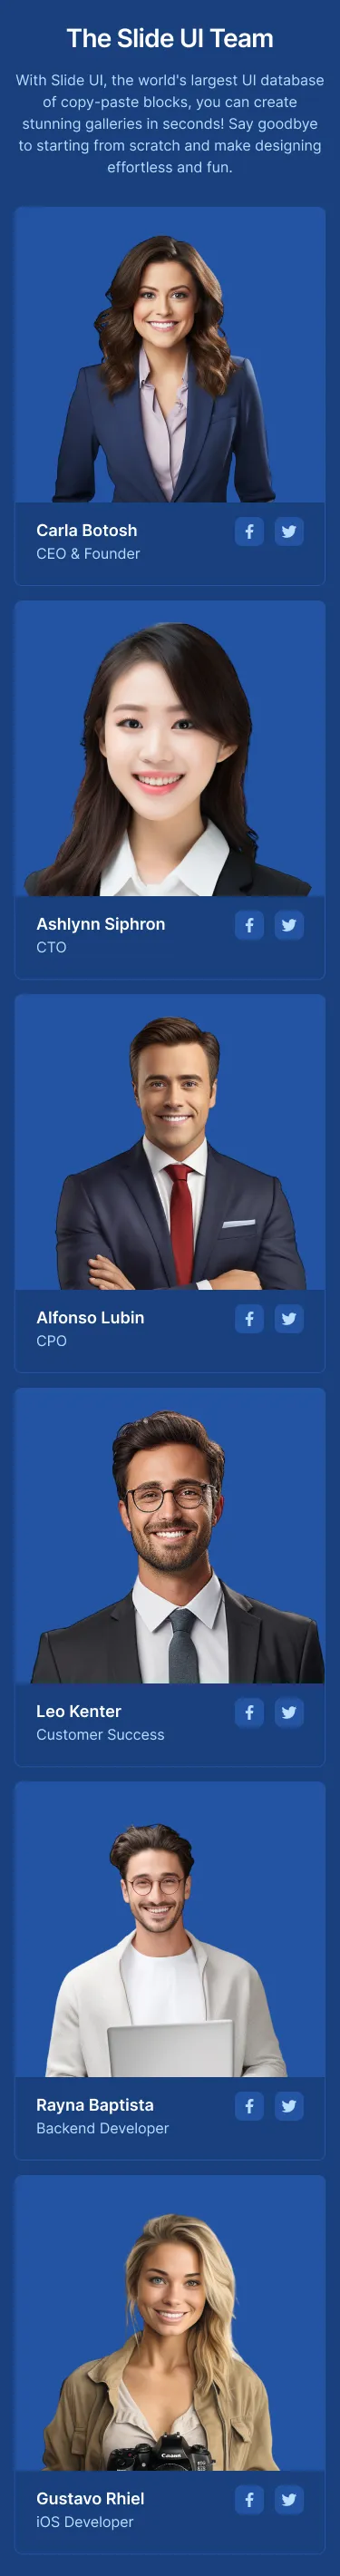 The Slide UI Team
With Slide UI, the world's largest UI database
of copy-paste blocks, you can create
stunning galleries in seconds! Say goodbye
to starting from scratch and make designing
effortless and fun.
Carla Botosh
CEO & Founder
Ashlynn Siphron
CTO
Alfonso Lubin
CPO
Leo Kenter
Customer Success
Rayna Baptista
Backend Developer
Canon
Gustavo Rhiel
iOS Developer